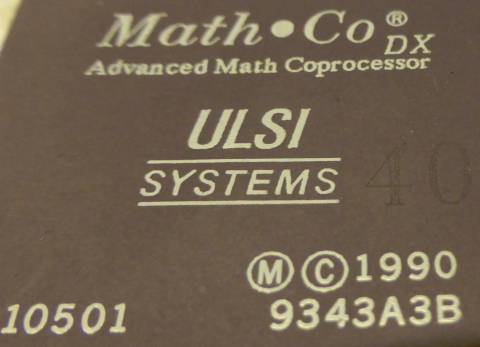 Math•Co® DX
Advanced Math Coprocessor
ULSI
SYSTEMS 40
Ⓜ©1990
10501 9343A3B